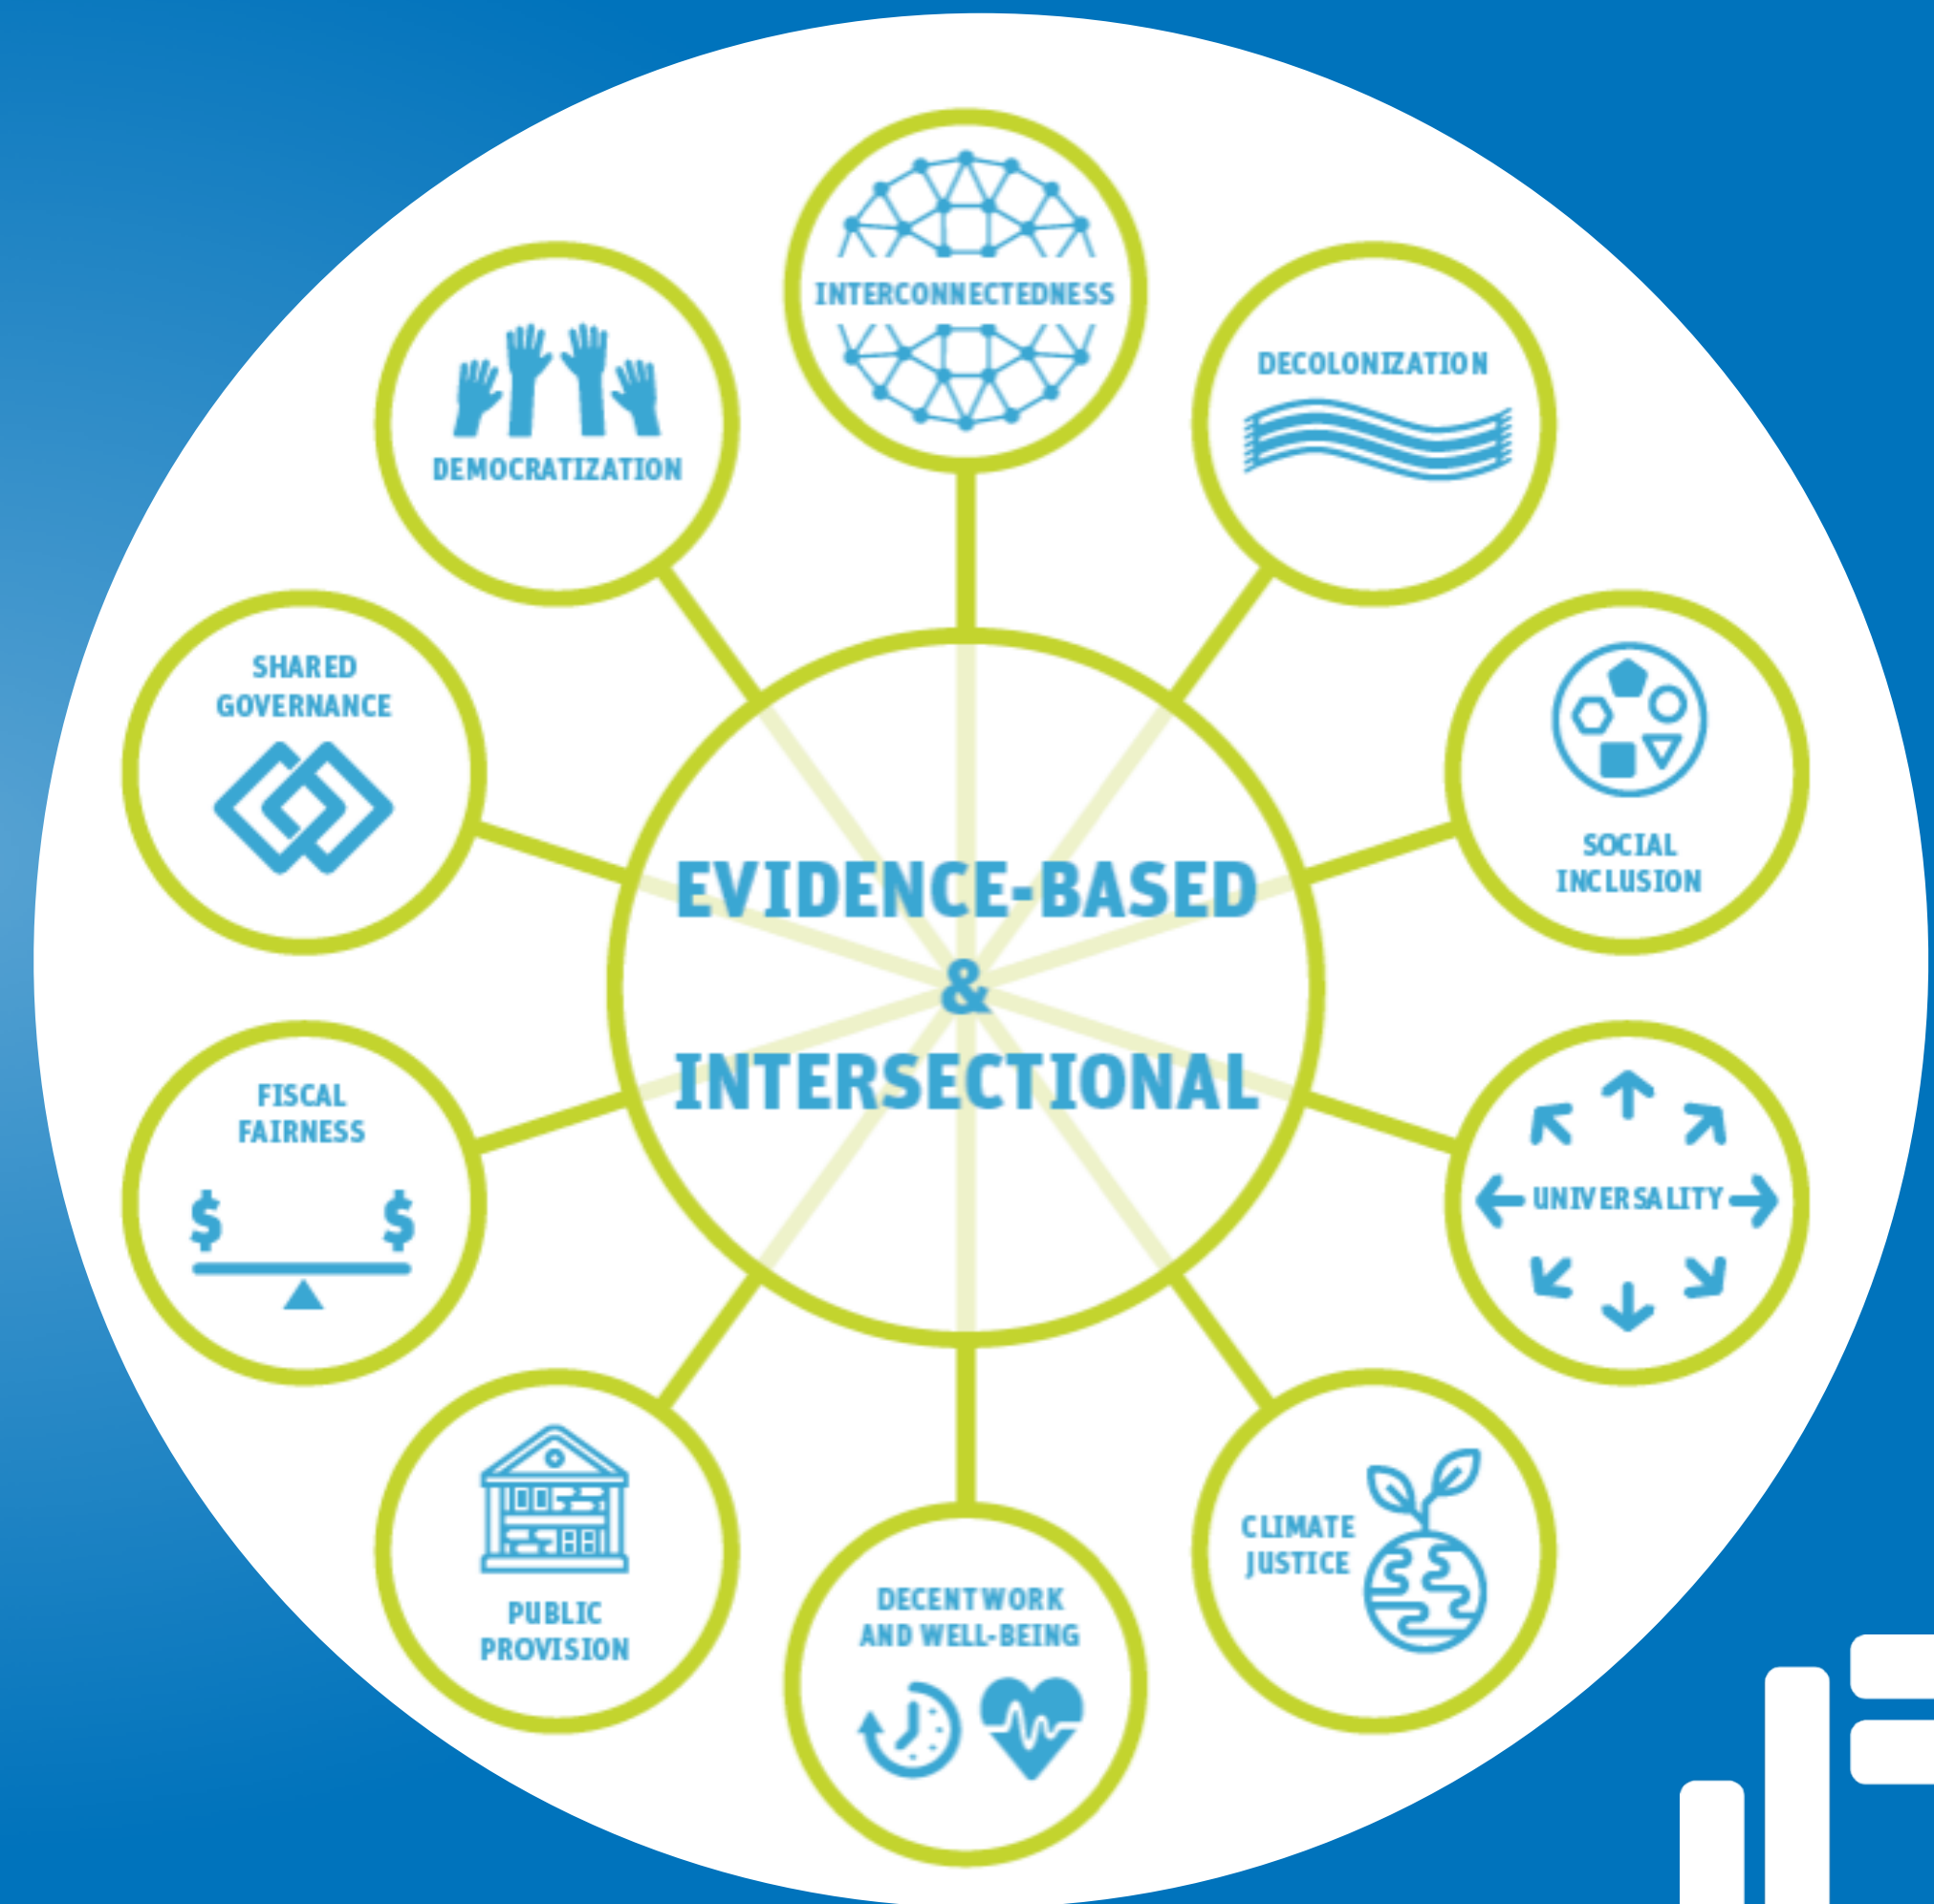 INTERCONNECTEDNESS
DECOLONIZATION
SOCIAL
INCLUSION
UNIVERSALITY
CLIMATE
JUSTICE
DECENT WORK
AND WELL-BEING
PUBLIC
PROVISION
FISCAL
FAIRNESS
$ $
SHARED
GOVERNANCE
DEMOCRATIZATION
EVIDENCE-BASED
&
INTERSECTIONAL